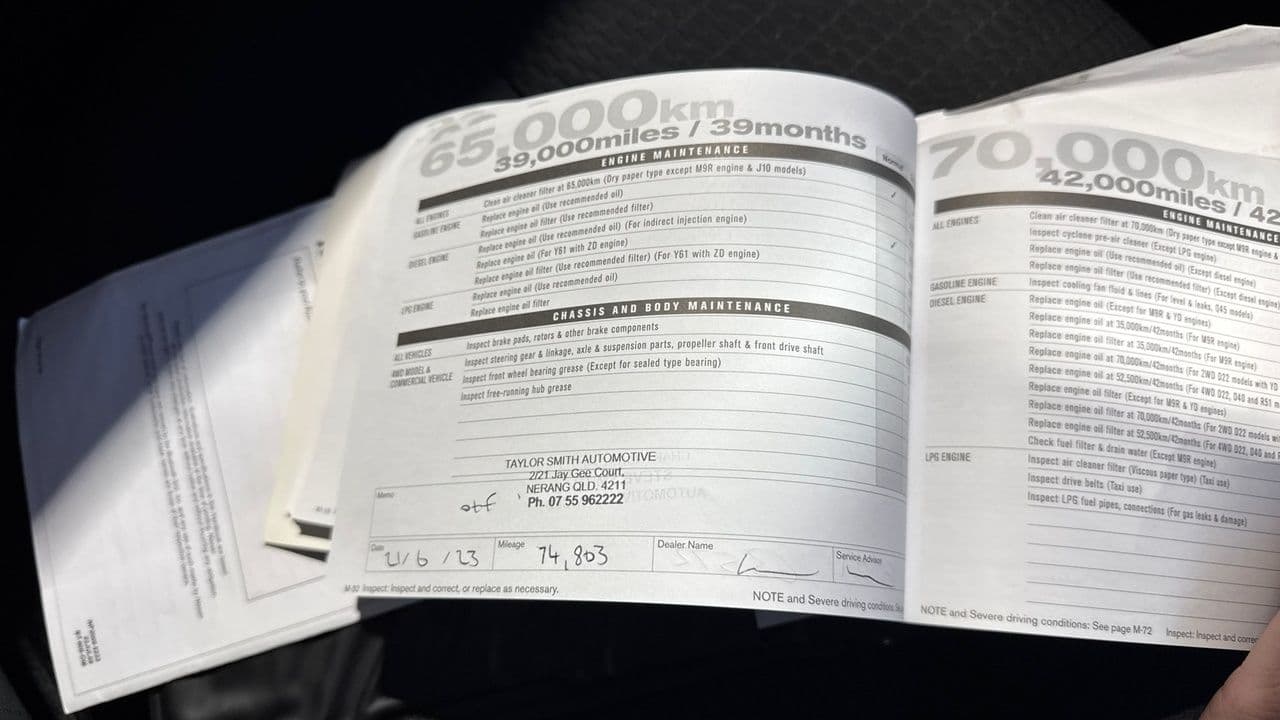 65,000km
39,000miles / 39months
Normal
ENGINE MAINTENANCE
ALL ENGINES Clean air cleaner filter at 65,000km (Dry paper type except M9R engine & J10 models) ✓
GASOLINE ENGINE Replace engine oil (Use recommended oil)
Replace engine oil filter (Use recommended filter)
DIESEL ENGINE Replace engine oil (Use recommended oil) (For indirect injection engine) ✓
Replace engine oil (For Y61 with ZD engine)
Replace engine oil filter (Use recommended filter) (For Y61 with ZD engine)
LPG ENGINE Replace engine oil (Use recommended oil)
Replace engine oil filter
CHASSIS AND BODY MAINTENANCE
ALL VEHICLES Inspect brake pads, rotors & other brake components
4WD MODEL & Inspect steering gear & linkage, axle & suspension parts, propeller shaft & front drive shaft
COMMERCIAL VEHICLE Inspect front wheel bearing grease (Except for sealed type bearing)
Inspect free-running hub grease
TAYLOR SMITH AUTOMOTIVE
2/21 Jay Gee Court,
NERANG QLD. 4211
Ph. 07 55 962222
Memo
otf
Date 21/6/23 Mileage 74,803 Dealer Name Service Advisor
M-30 Inspect: Inspect and correct, or replace as necessary.
NOTE and Severe driving conditions:
70,000km
42,000miles / 42
ENGINE MAINTENANCE
ALL ENGINES Clean air cleaner filter at 70,000km (Dry paper type except M9R engine &
Inspect cyclone pre-air cleaner (Except LPG engine)
Replace engine oil (Use recommended oil) (Except diesel engine)
Replace engine oil filter (Use recommended filter) (Except diesel engine
GASOLINE ENGINE Inspect cooling fan fluid & lines (For level & leaks, Q45 models)
DIESEL ENGINE Replace engine oil (Except for M9R & YD engines)
Replace engine oil at 35,000km/42months (For M9R engine)
Replace engine oil filter at 35,000km/42months (For M9R engine)
Replace engine oil at 70,000km/42months (For 2WD D22 models with YD
Replace engine oil at 52,500km/42months (For 4WD D22, D40 and R51 m
Replace engine oil filter (Except for M9R & YD engines)
Replace engine oil filter at 70,000km/42months (For 2WD D22 models w
Replace engine oil filter at 52,500km/42months (For 4WD D22, D40 and R
Check fuel filter & drain water (Except M9R engine)
LPG ENGINE Inspect air cleaner filter (Viscous paper type) (Taxi use)
Inspect drive belts (Taxi use)
Inspect LPG fuel pipes, connections (For gas leaks & damage)
NOTE and Severe driving conditions: See page M-72 Inspect: Inspect and correc